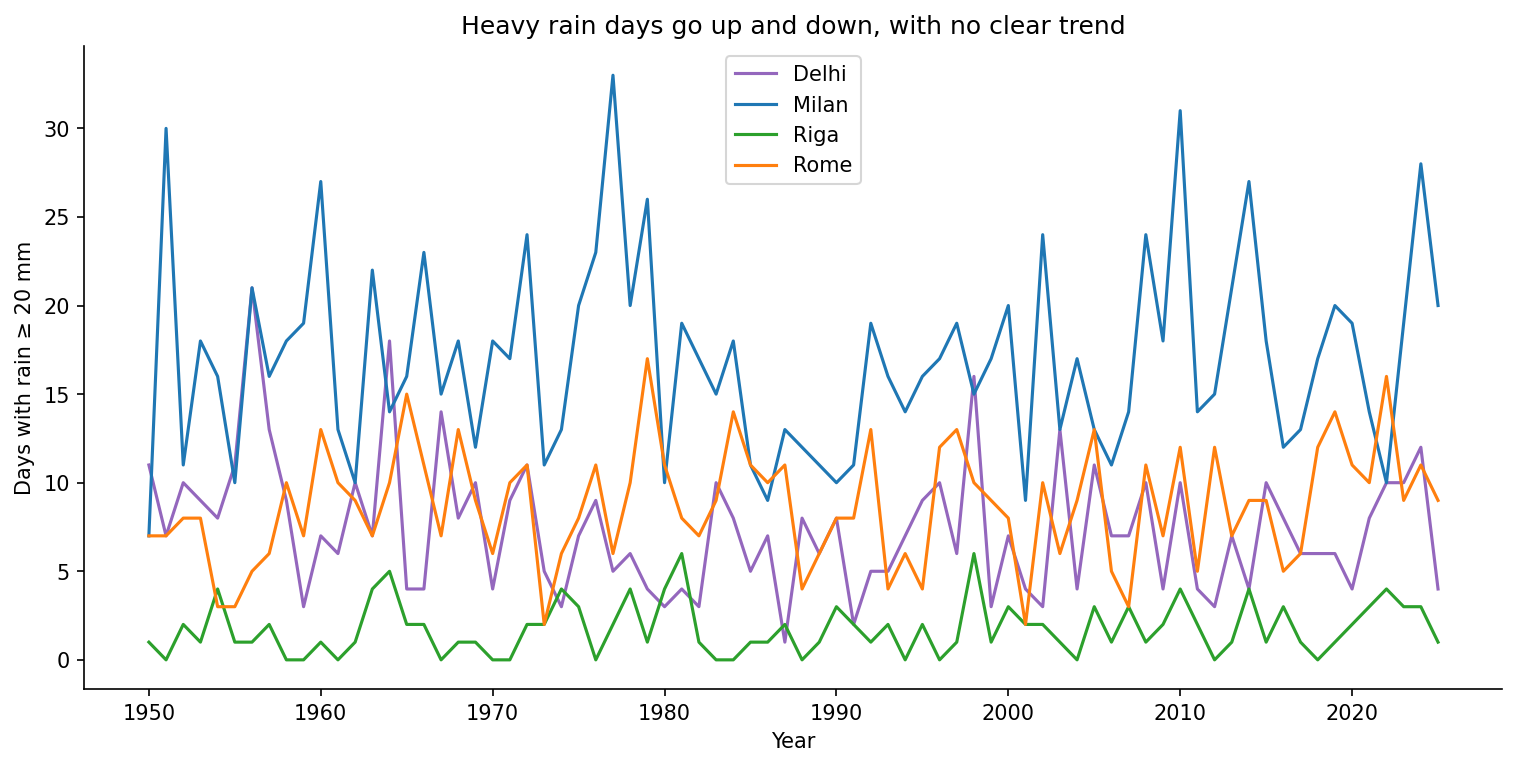 Heavy rain days go up and down, with no clear trend
Delhi
Milan
Riga
Rome
Days with rain ≥ 20 mm
30
25
20
15
10
5
0
1950
1960
1970
1980
1990
2000
2010
2020
Year